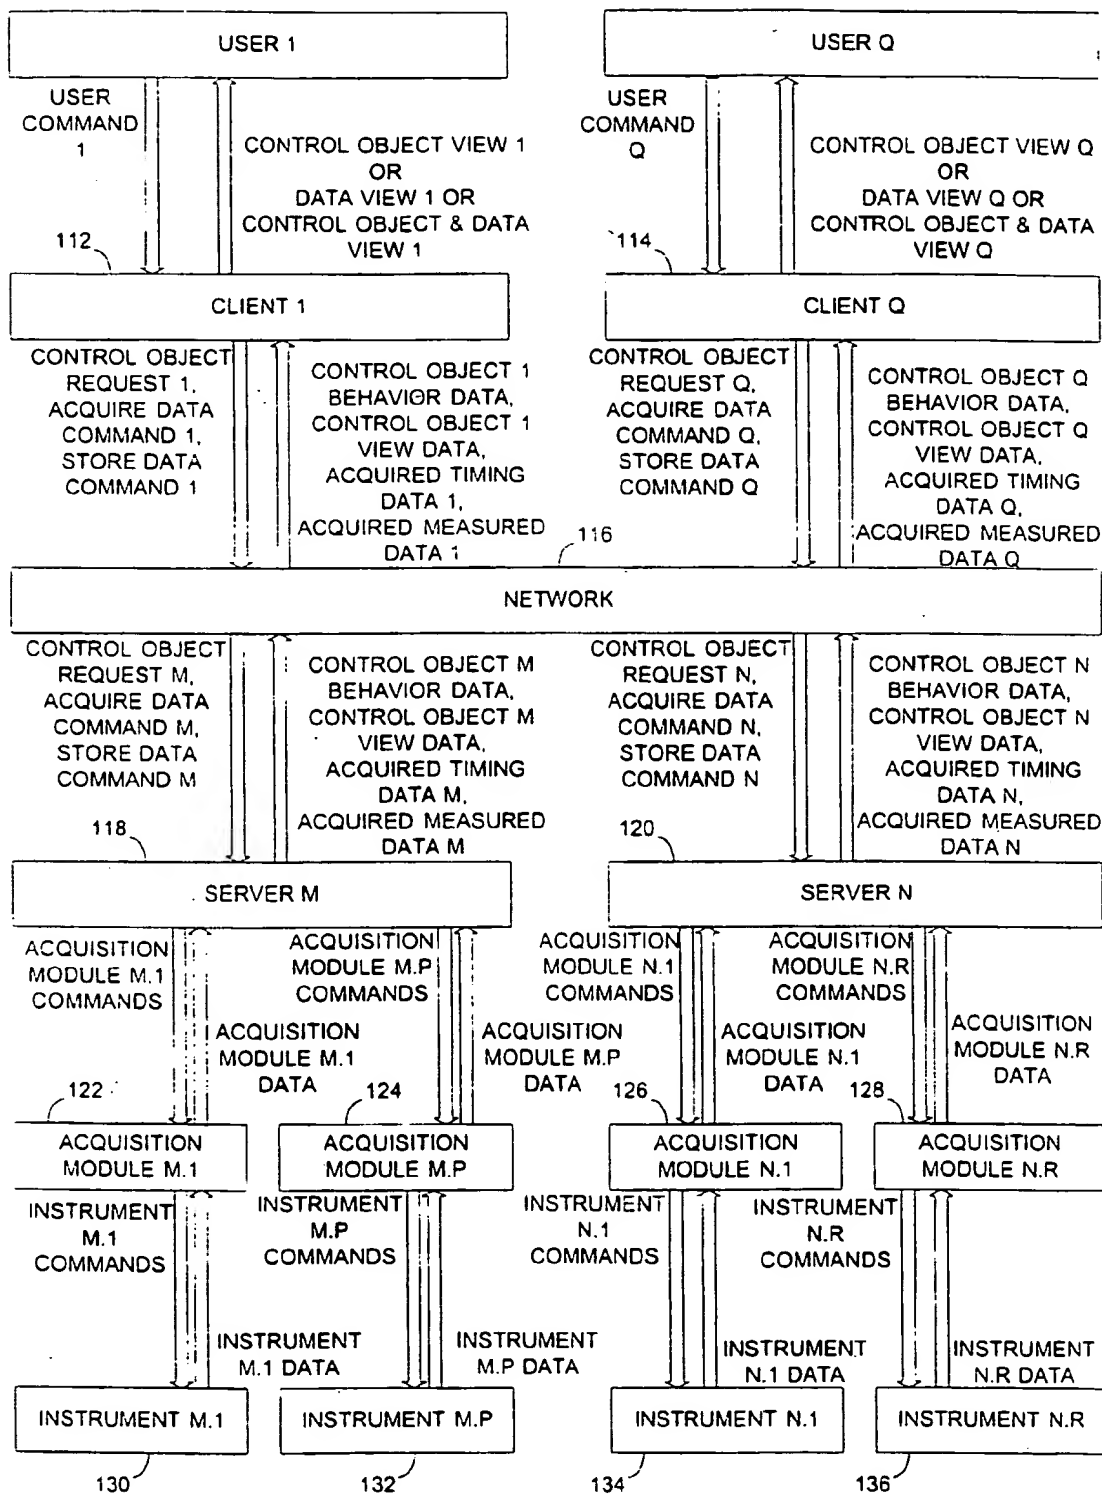 USER 1
USER Q
USER
COMMAND
1
CONTROL OBJECT VIEW 1
OR
DATA VIEW 1 OR
CONTROL OBJECT & DATA
VIEW 1
USER
COMMAND
Q
CONTROL OBJECT VIEW Q
OR
DATA VIEW Q OR
CONTROL OBJECT & DATA
VIEW Q
112
114
CLIENT 1
CLIENT Q
CONTROL OBJECT
REQUEST 1,
ACQUIRE DATA
COMMAND 1,
STORE DATA
COMMAND 1
CONTROL OBJECT 1
BEHAVIOR DATA,
CONTROL OBJECT 1
VIEW DATA,
ACQUIRED TIMING
DATA 1,
ACQUIRED MEASURED
DATA 1
CONTROL OBJECT
REQUEST Q,
ACQUIRE DATA
COMMAND Q,
STORE DATA
COMMAND Q
CONTROL OBJECT Q
BEHAVIOR DATA,
CONTROL OBJECT Q
VIEW DATA,
ACQUIRED TIMING
DATA Q,
ACQUIRED MEASURED
DATA Q
116
NETWORK
CONTROL OBJECT
REQUEST M,
ACQUIRE DATA
COMMAND M,
STORE DATA
COMMAND M
CONTROL OBJECT M
BEHAVIOR DATA,
CONTROL OBJECT M
VIEW DATA,
ACQUIRED TIMING
DATA M,
ACQUIRED MEASURED
DATA M
CONTROL OBJECT
REQUEST N,
ACQUIRE DATA
COMMAND N,
STORE DATA
COMMAND N
CONTROL OBJECT N
BEHAVIOR DATA,
CONTROL OBJECT N
VIEW DATA,
ACQUIRED TIMING
DATA N,
ACQUIRED MEASURED
DATA N
118
120
SERVER M
SERVER N
ACQUISITION
MODULE M.1
COMMANDS
ACQUISITION
MODULE M.P
COMMANDS
ACQUISITION
MODULE N.1
COMMANDS
ACQUISITION
MODULE N.R
COMMANDS
ACQUISITION
MODULE M.1
DATA
ACQUISITION
MODULE M.P
DATA
ACQUISITION
MODULE N.1
DATA
ACQUISITION
MODULE N.R
DATA
122
124
126
128
ACQUISITION
MODULE M.1
ACQUISITION
MODULE M.P
ACQUISITION
MODULE N.1
ACQUISITION
MODULE N.R
INSTRUMENT
M.1
COMMANDS
INSTRUMENT
M.P
COMMANDS
INSTRUMENT
N.1
COMMANDS
INSTRUMENT
N.R
COMMANDS
INSTRUMENT
M.1 DATA
INSTRUMENT
M.P DATA
INSTRUMENT
N.1 DATA
INSTRUMENT
N.R DATA
INSTRUMENT M.1
INSTRUMENT M.P
INSTRUMENT N.1
INSTRUMENT N.R
130
132
134
136